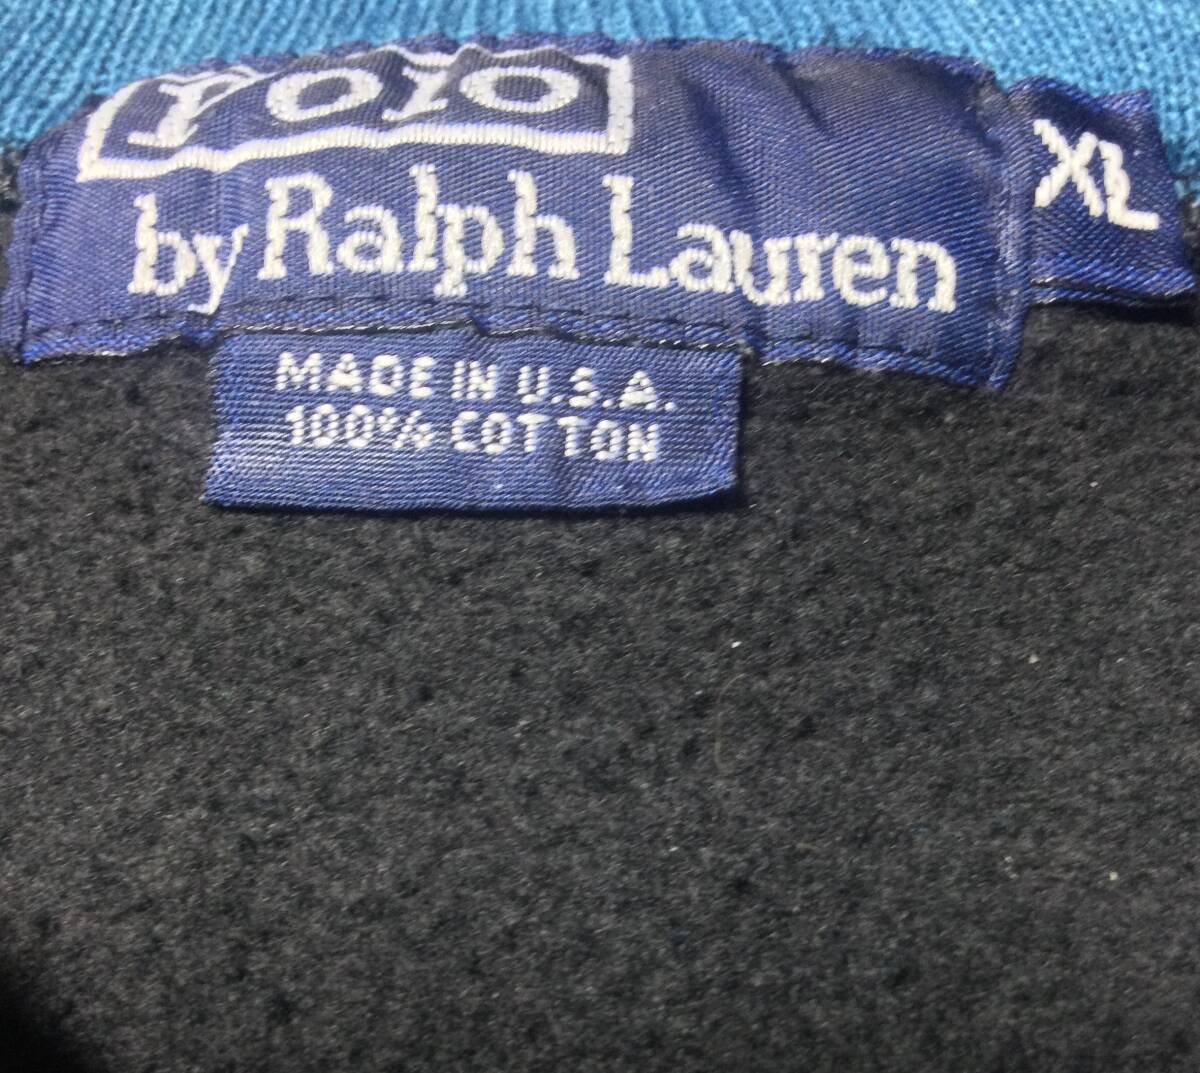 Polo
by Ralph Lauren
XL
MADE IN U.S.A.
100% COTTON